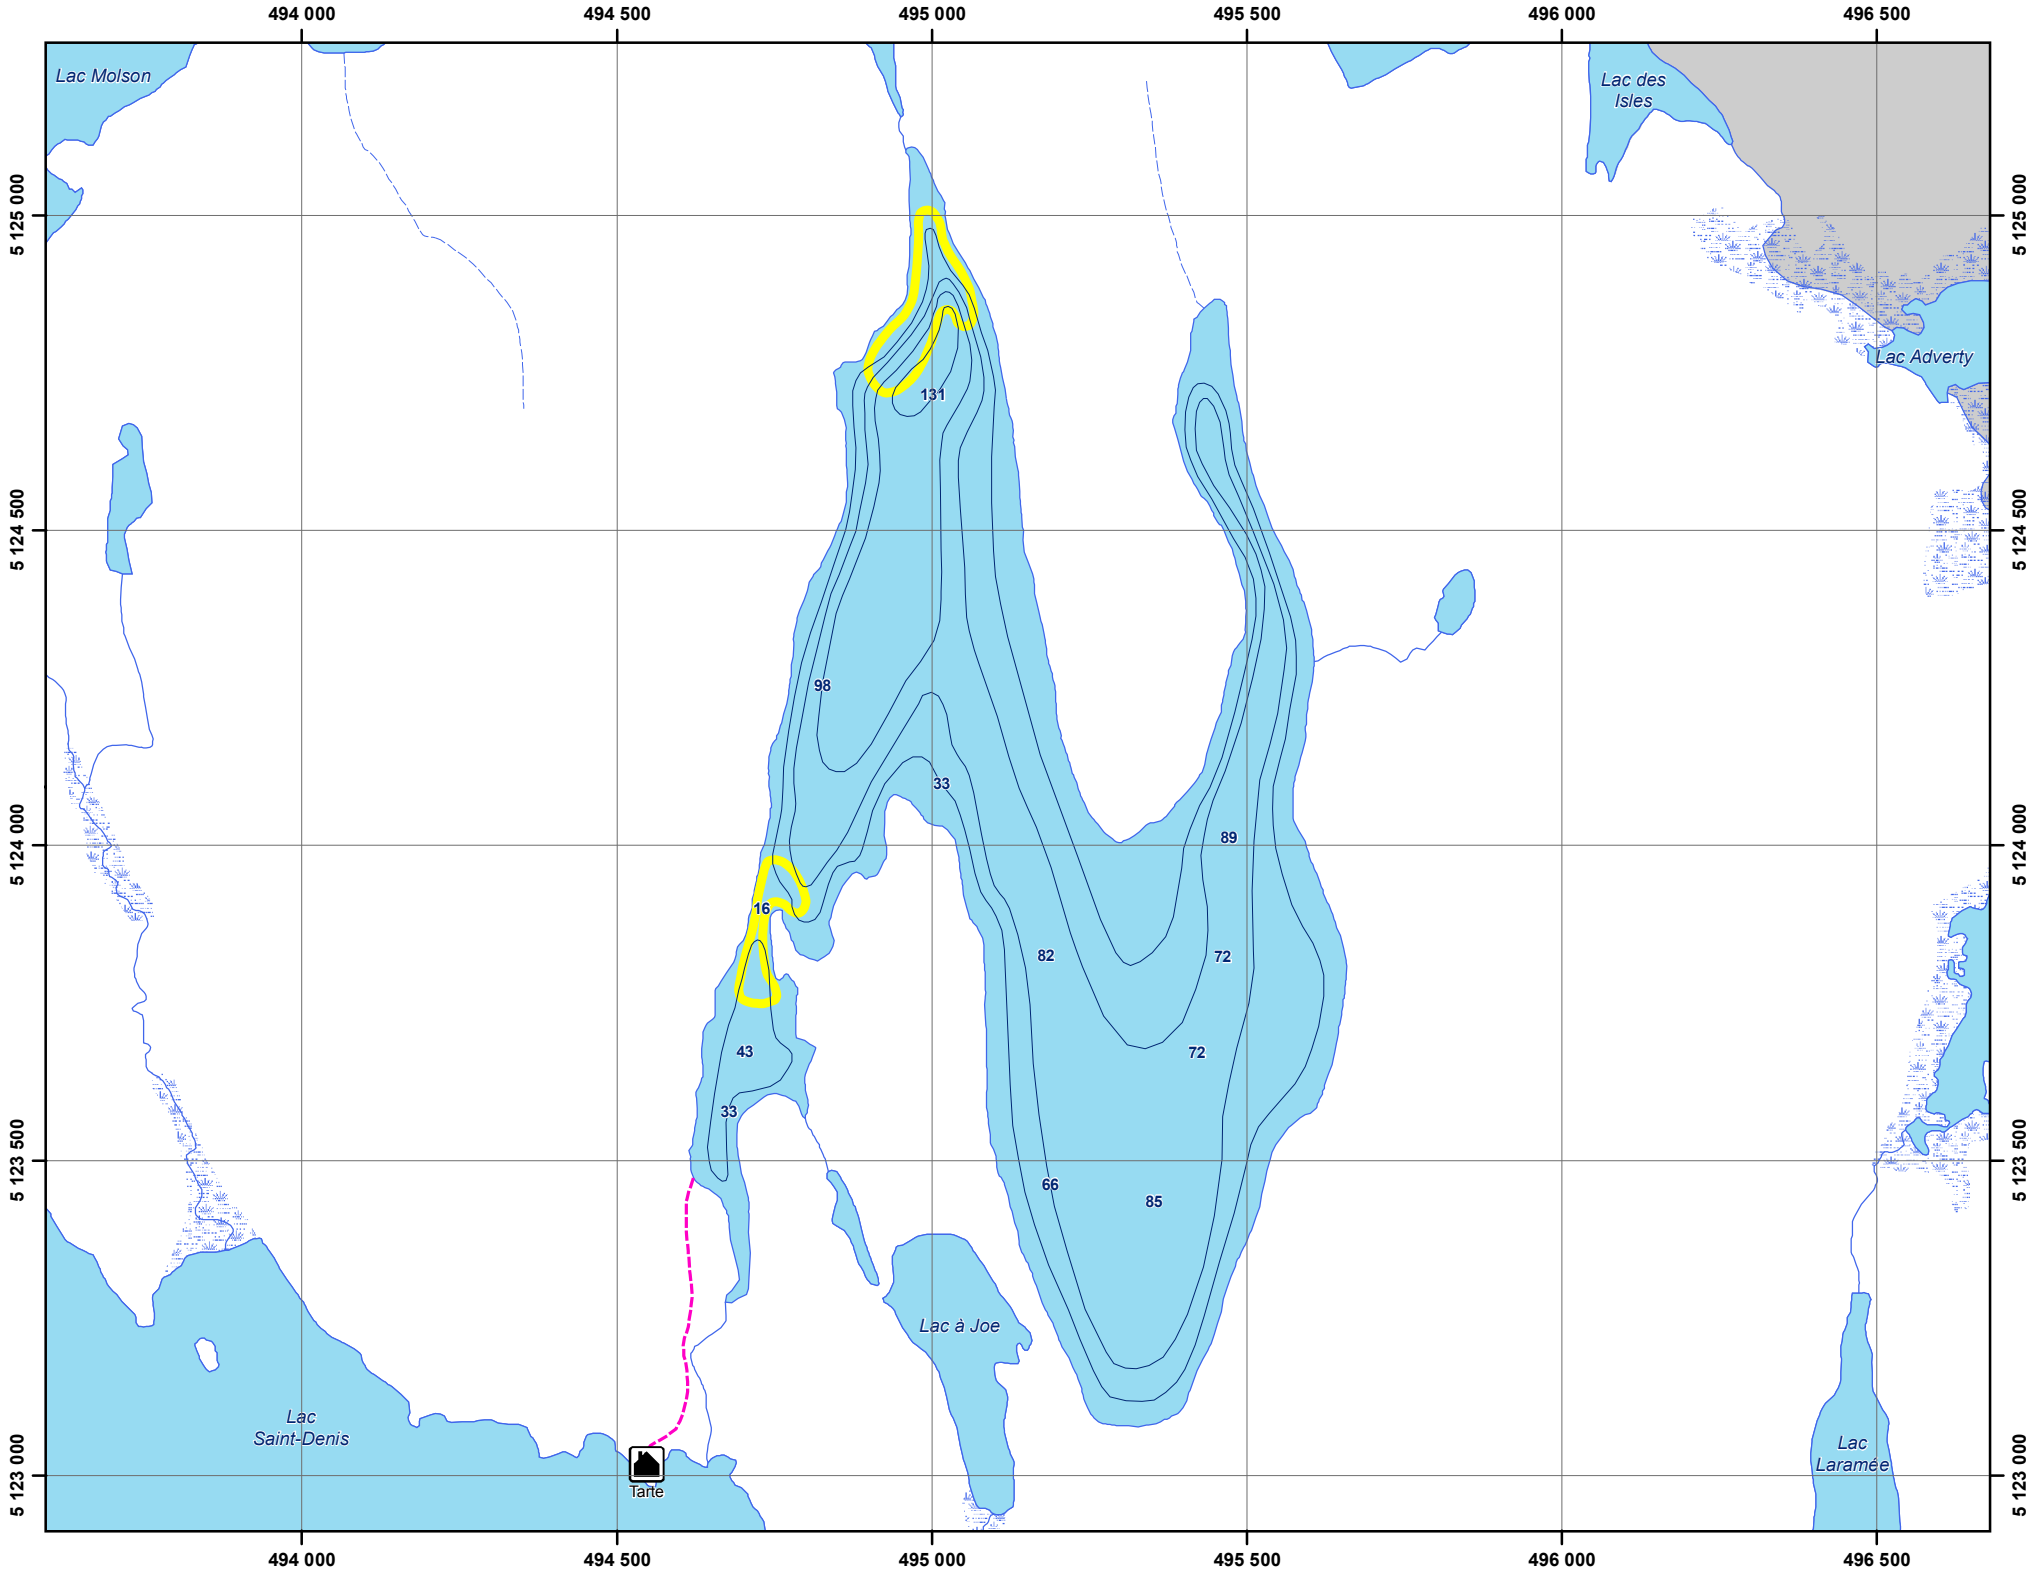 494 000
494 500
495 000
495 500
496 000
496 500
Lac Molson
Lac des
Isles
5 125 000
5 125 000
Lac Adverty
131
5 124 500
5 124 500
98
33
89
5 124 000
5 124 000
16
82
72
43
72
33
5 123 500
5 123 500
66
85
Lac à Joe
Lac
Saint-Denis
Lac
Laramée
5 123 000
5 123 000
Tarte
494 000
494 500
495 000
495 500
496 000
496 500